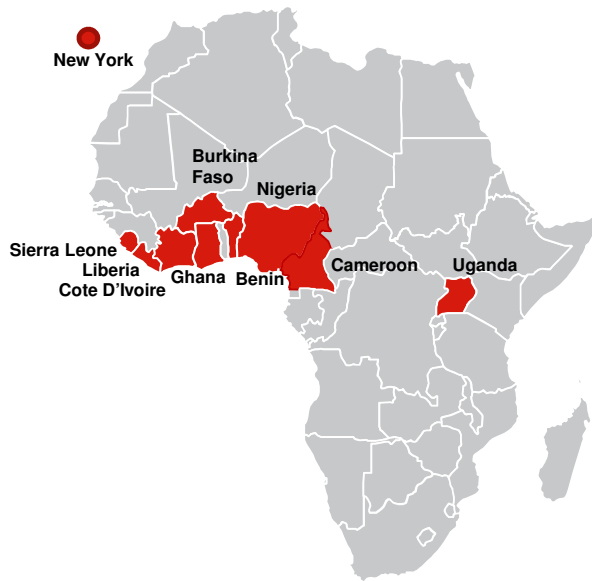 New York
Burkina
Faso
Nigeria
Sierra Leone
Liberia
Cote D'Ivoire
Ghana
Benin
Cameroon
Uganda